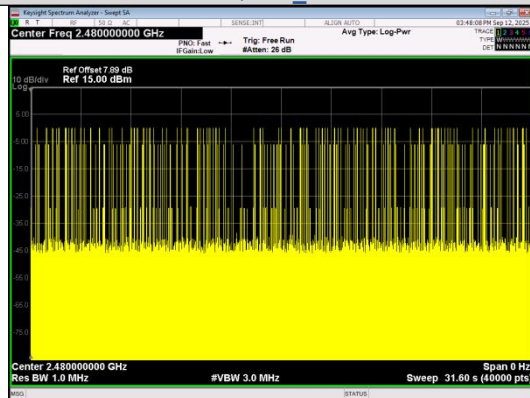 Keysight Spectrum Analyzer - Swept SA
R T RF 50 Ω AC SENSE:INT ALIGN AUTO 03:48:08 PM Sep 12, 2025
Center Freq 2.480000000 GHz
PNO: Fast
IFGain:Low
Trig: Free Run
#Atten: 26 dB
Avg Type: Log-Pwr
TRACE 1 2 3 4 5
TYPE
DET N N N N N
Ref Offset 7.89 dB
10 dB/div Ref 15.00 dBm
Log
5.00
-5.00
-15.0
-25.0
-35.0
-45.0
-55.0
-65.0
-75.0
Center 2.480000000 GHz Span 0 Hz
Res BW 1.0 MHz #VBW 3.0 MHz Sweep 31.60 s (40000 pts)
MSG STATUS